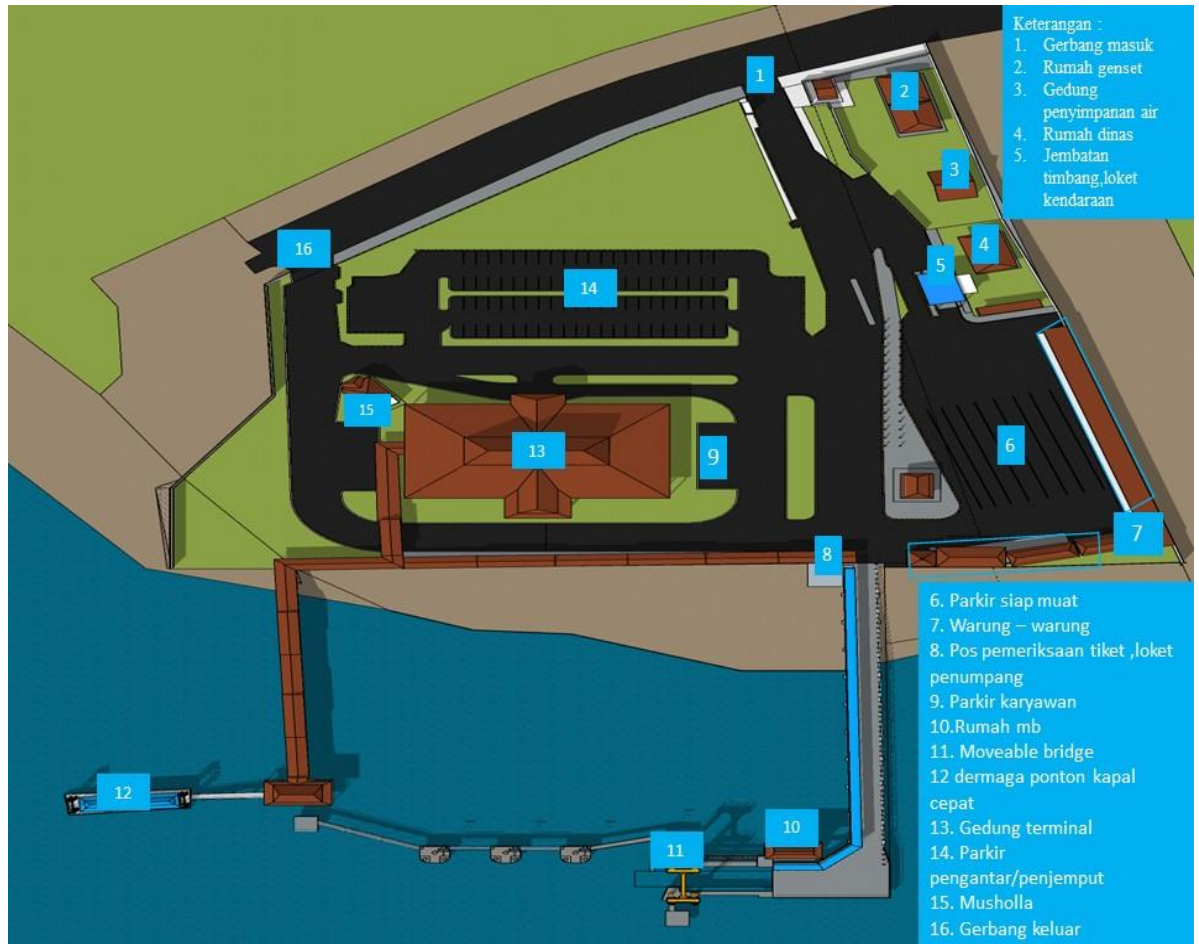 Keterangan :
1. Gerbang masuk
2. Rumah genset
3. Gedung
penyimpanan air
4. Rumah dinas
5. Jembatan
timbang,loket
kendaraan
1
2
3
16
4
5
14
15
13
9
6
7
8
6. Parkir siap muat
7. Warung – warung
8. Pos pemeriksaan tiket ,loket
penumpang
9. Parkir karyawan
10.Rumah mb
11. Moveable bridge
12 dermaga ponton kapal
cepat
13. Gedung terminal
14. Parkir
pengantar/penjemput
15. Musholla
16. Gerbang keluar
12
10
11